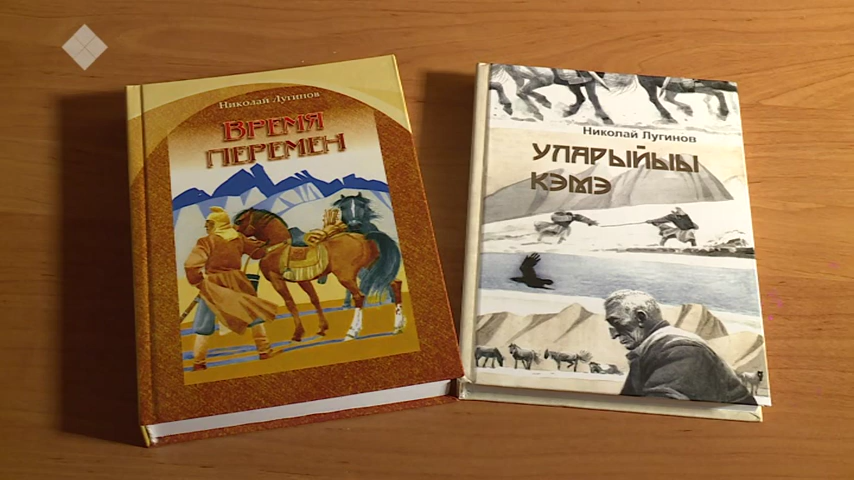 Николай Лугинов
Время
перемен
Николай Лугинов
Уларыйыы
кэмэ